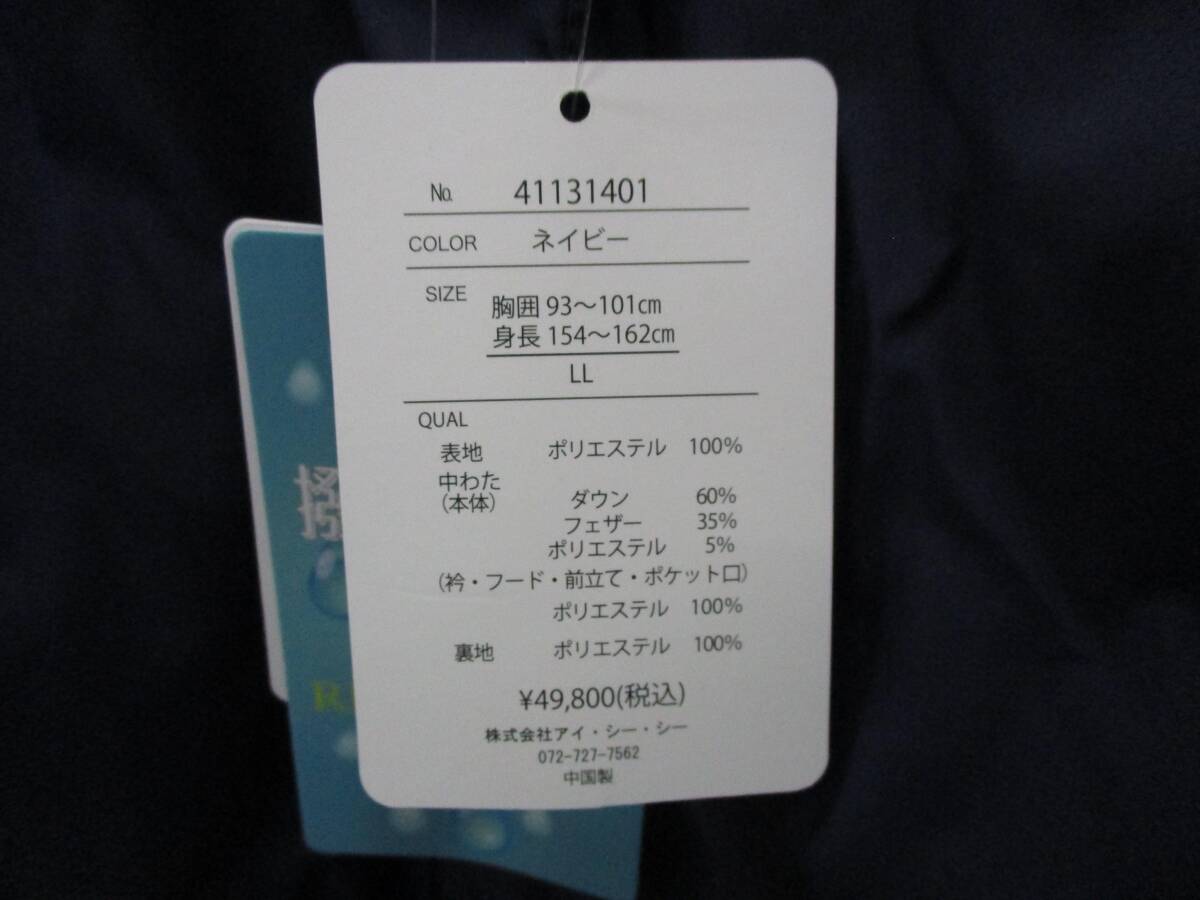 No. 41131401
COLOR ネイビー
SIZE 胸囲 93～101㎝
身長 154～162㎝
LL
QUAL
表地 ポリエステル 100%
中わた
(本体) ダウン 60%
フェザー 35%
ポリエステル 5%
(衿・フード・前立て・ポケット口)
ポリエステル 100%
裏地 ポリエステル 100%
¥49,800(税込)
株式会社アイ・シー・シー
072-727-7562
中国製
撥
R